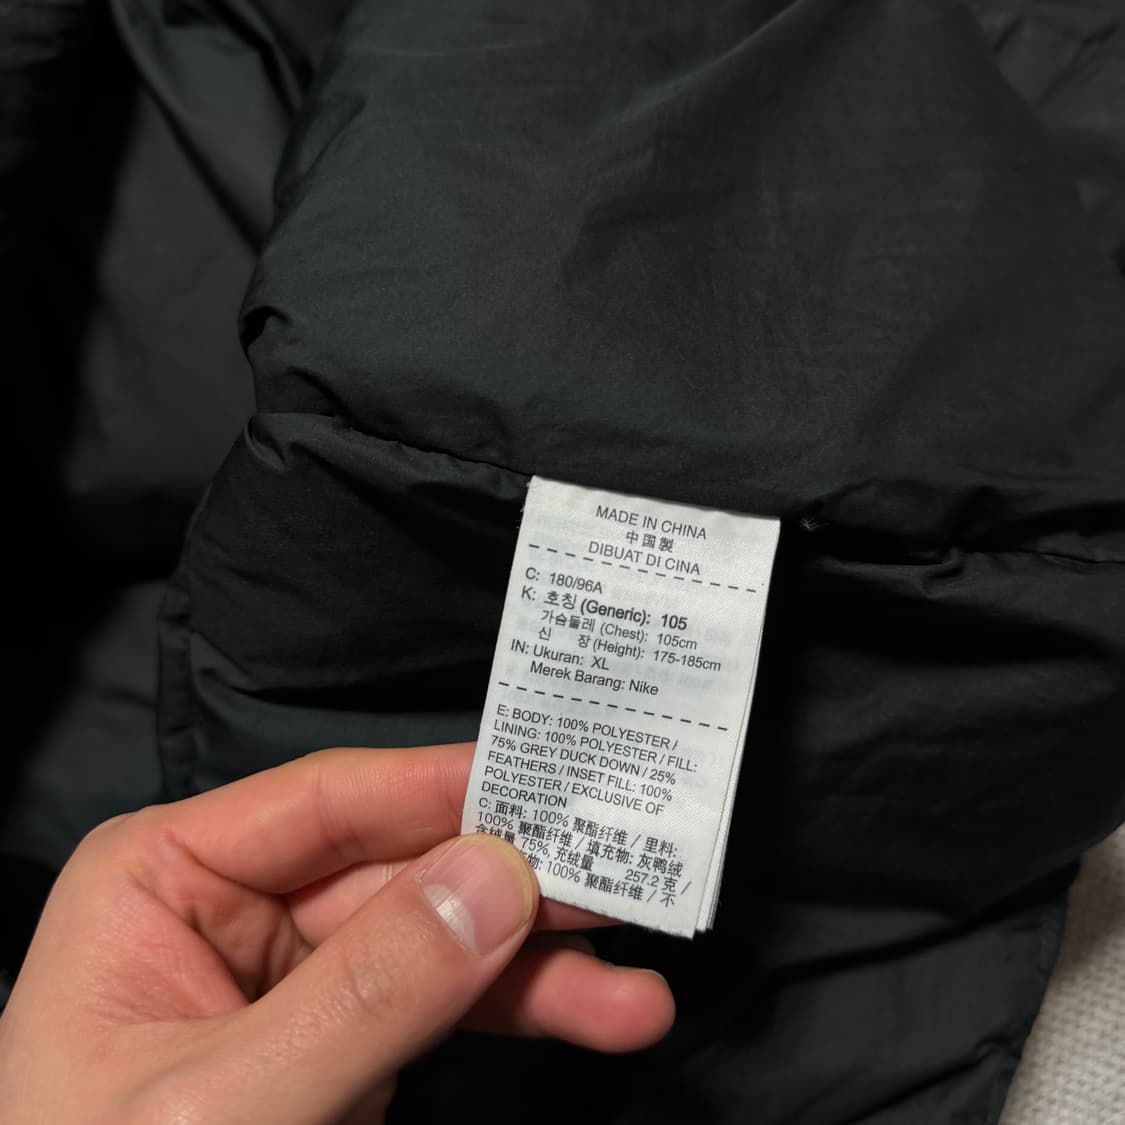 MADE IN CHINA
中国製
DIBUAT DI CINA
C: 180/96A
K: 호칭 (Generic): 105
가슴둘레 (Chest): 105cm
신 장 (Height): 175-185cm
IN: Ukuran: XL
Merek Barang: Nike
E: BODY: 100% POLYESTER /
LINING: 100% POLYESTER / FILL:
75% GREY DUCK DOWN / 25%
FEATHERS / INSET FILL: 100%
POLYESTER / EXCLUSIVE OF
DECORATION
C: 面料: 100% 聚酯纤维 / 里料:
100% 聚酯纤维 / 填充物: 灰鸭绒
含绒量 75%, 充绒量 257.2 克 /
物: 100% 聚酯纤维 / 不